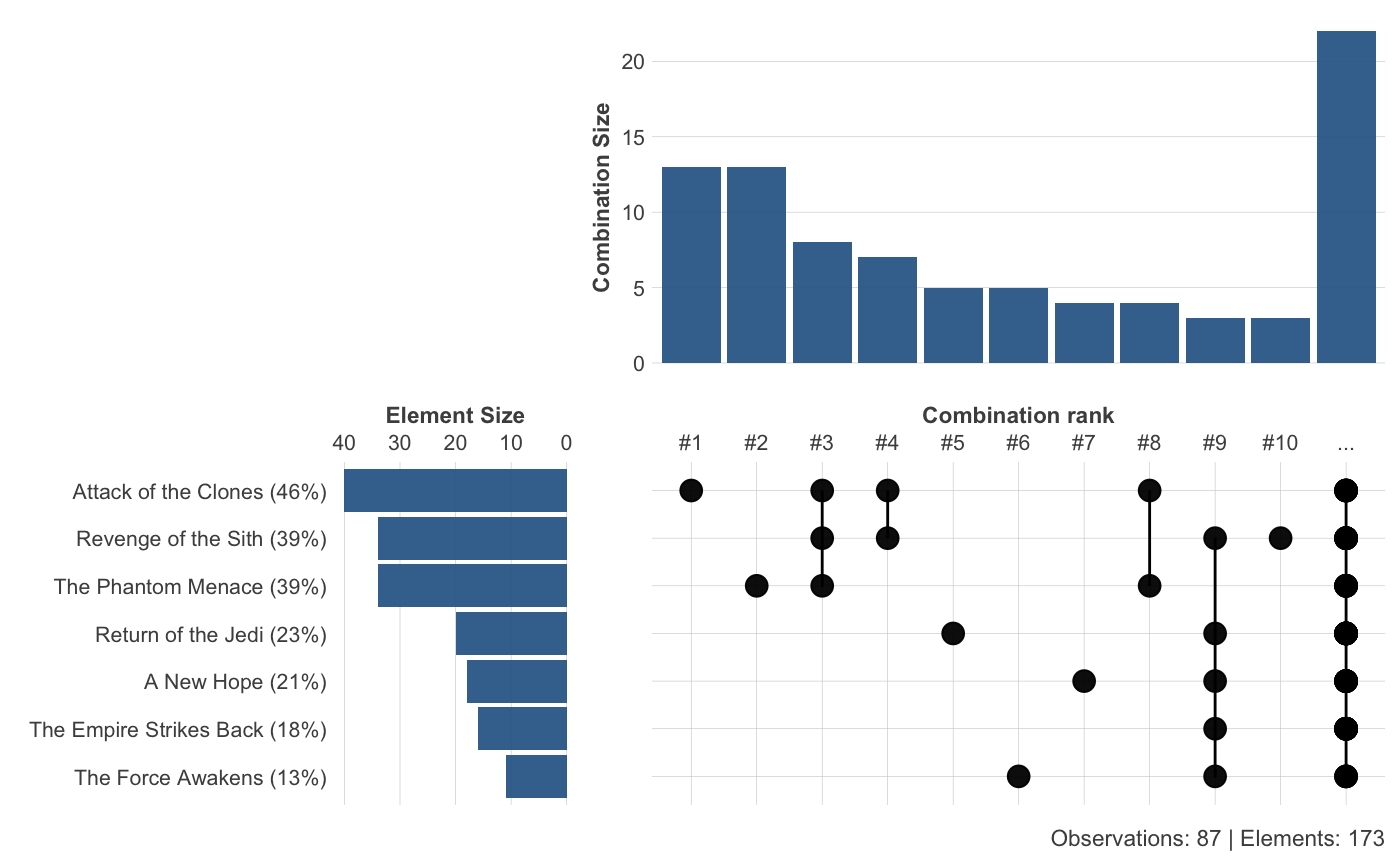 20
15
10
5
0
Combination Size
Element Size
40 30 20 10 0
Combination rank
#1 #2 #3 #4 #5 #6 #7 #8 #9 #10 ...
Attack of the Clones (46%)
Revenge of the Sith (39%)
The Phantom Menace (39%)
Return of the Jedi (23%)
A New Hope (21%)
The Empire Strikes Back (18%)
The Force Awakens (13%)
Observations: 87 | Elements: 173